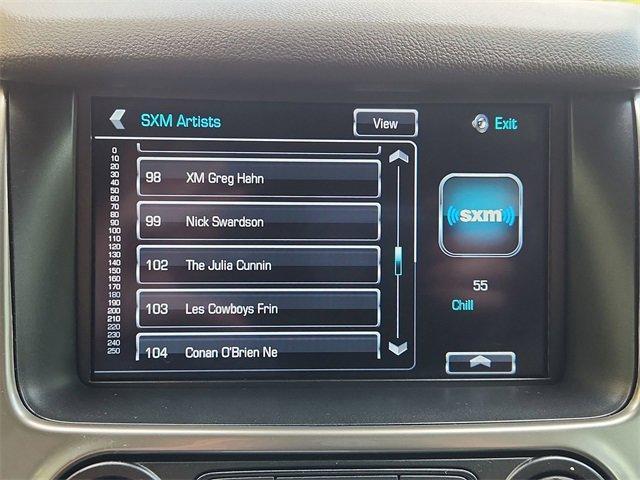 SXM Artists
View
Exit
0
10
20
30
40
50
60
70
80
90
100
110
120
130
140
150
160
170
180
190
200
210
220
230
240
250
98 XM Greg Hahn
99 Nick Swardson
102 The Julia Cunnin
103 Les Cowboys Frin
104 Conan O'Brien Ne
((sxm))
55
Chill